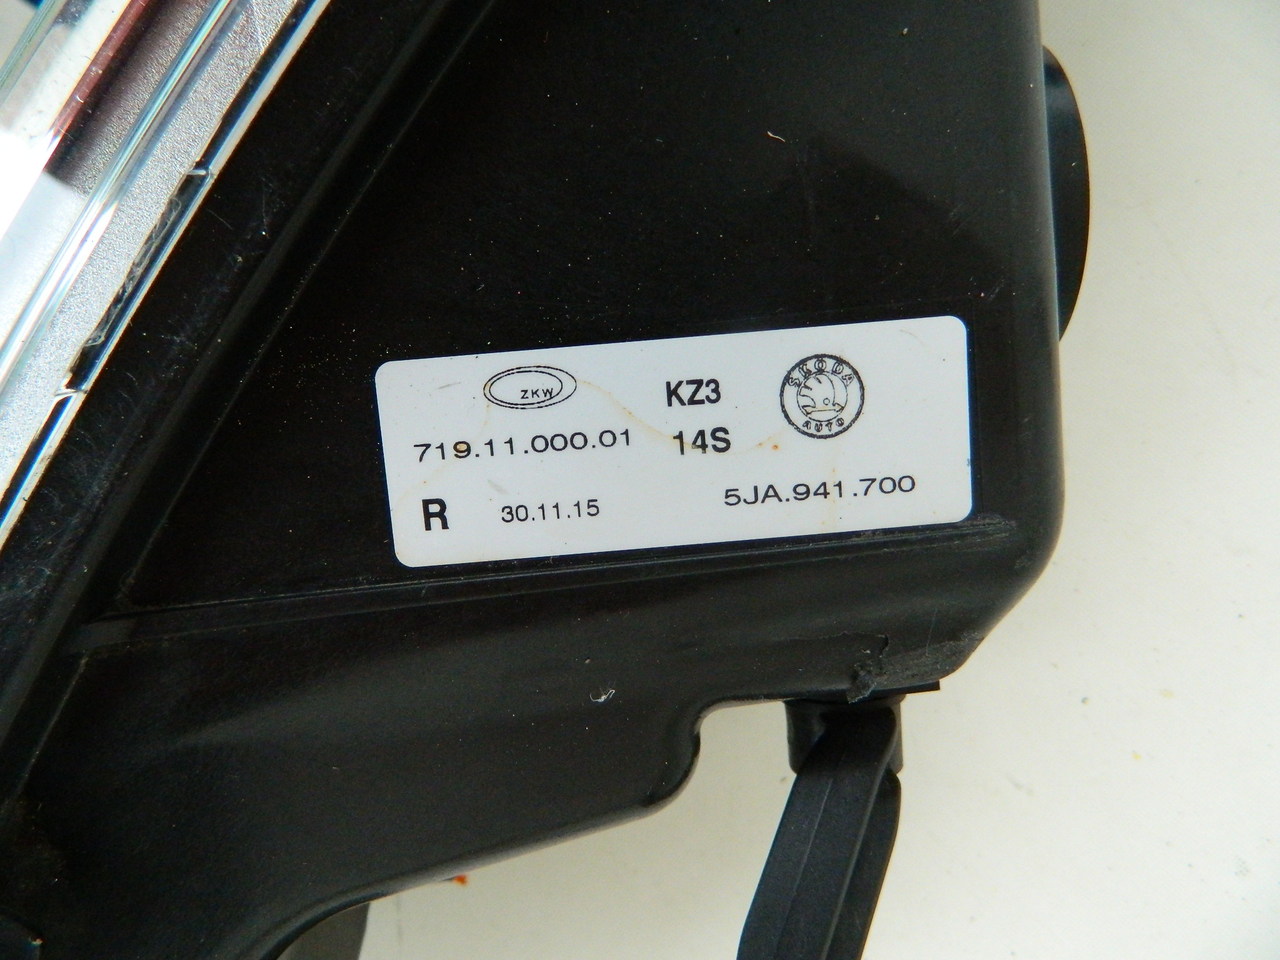 ZKW
KZ3
ŠKODA
AUTO
719.11.000.01
14S
R
30.11.15
5JA.941.700